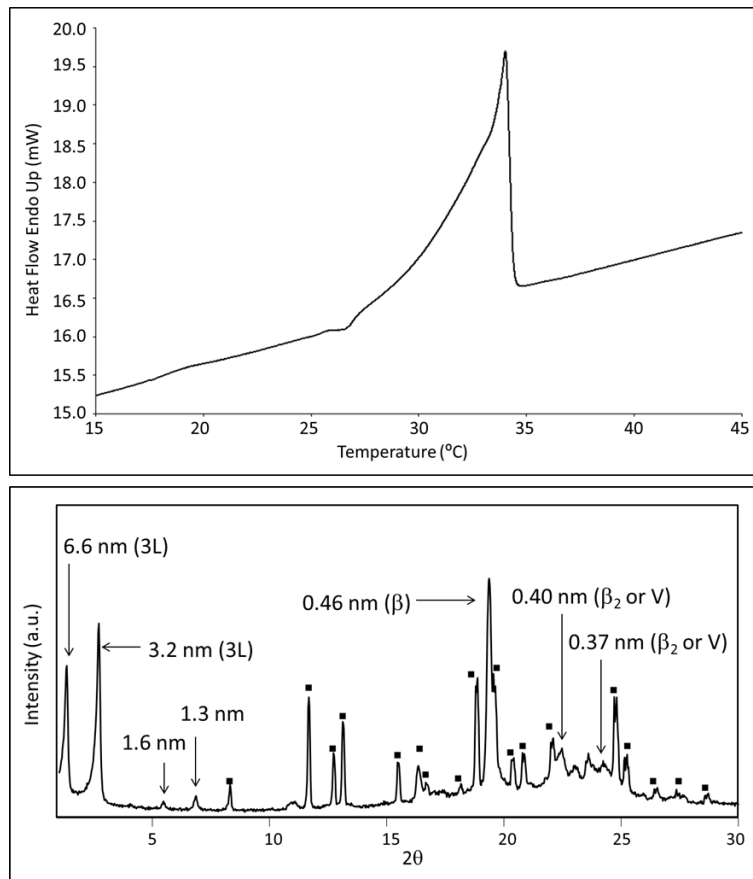 Heat Flow Endo Up (mW)
20.0
19.5
19.0
18.5
18.0
17.5
17.0
16.5
16.0
15.5
15.0
15 20 25 30 35 40 45
Temperature (⁰C)
Intensity (a.u.)
6.6 nm (3L)
3.2 nm (3L)
1.6 nm
1.3 nm
0.46 nm (β)
0.40 nm (β₂ or V)
0.37 nm (β₂ or V)
5 10 15 20 25 30
2θ